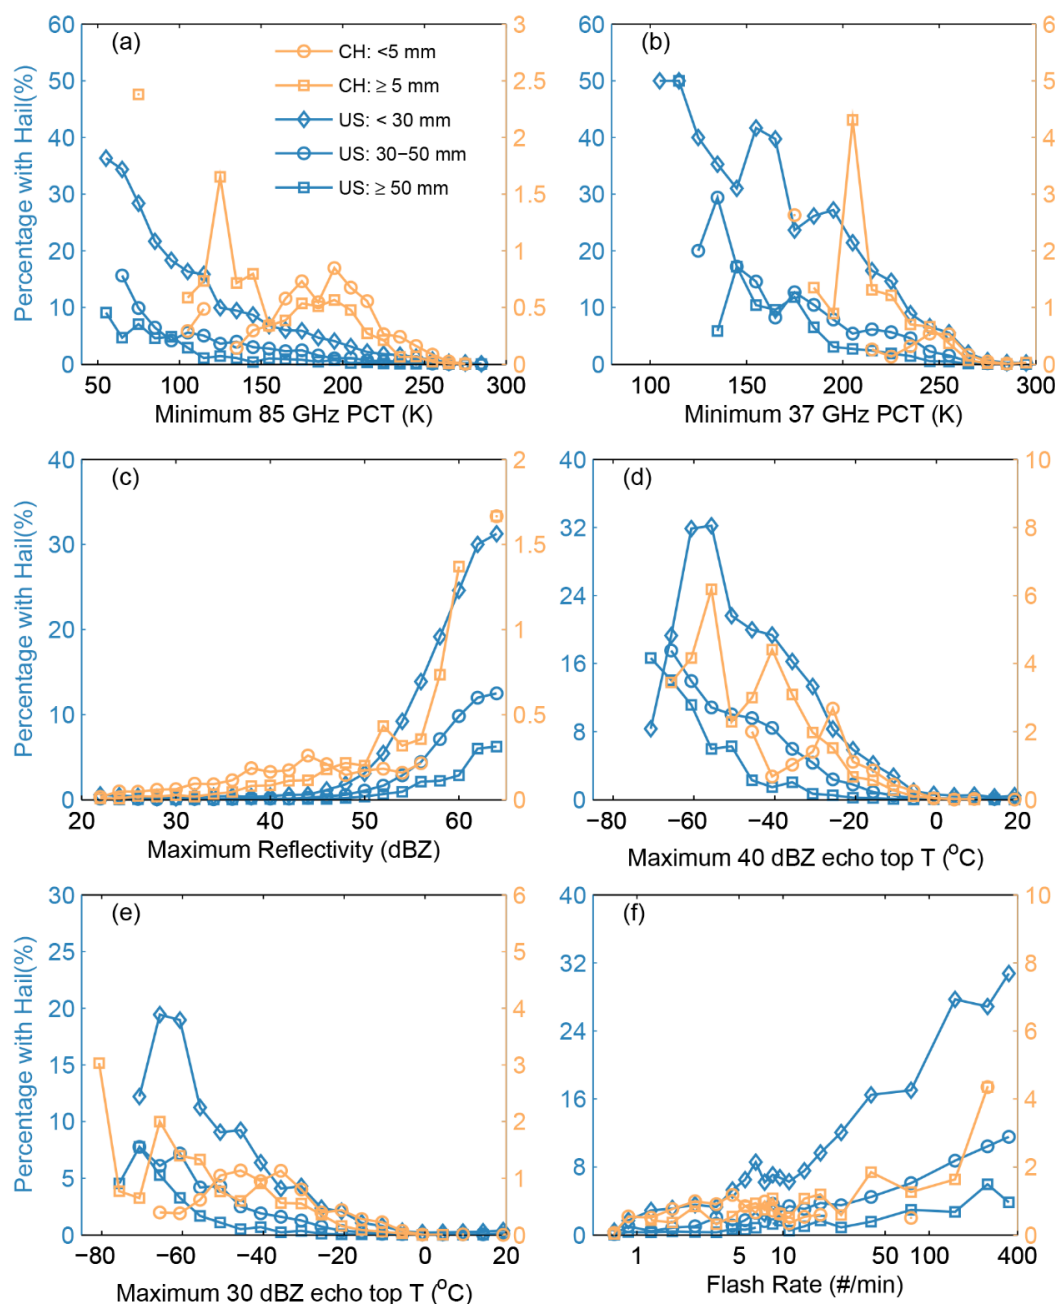 60 50 40 30 20 10 0
Percentage with Hail(%)
(a)
CH: <5 mm
CH: ≥ 5 mm
US: < 30 mm
US: 30−50 mm
US: ≥ 50 mm
3 2.5 2 1.5 1 0.5 0
50 100 150 200 250 300
Minimum 85 GHz PCT (K)
60 50 40 30 20 10 0
(b)
6 5 4 3 2 1 0
100 150 200 250 300
Minimum 37 GHz PCT (K)
40 30 20 10 0
Percentage with Hail(%)
(c)
2 1.5 1 0.5 0
20 30 40 50 60
Maximum Reflectivity (dBZ)
40 32 24 16 8 0
(d)
10 8 6 4 2 0
−80 −60 −40 −20 0 20
Maximum 40 dBZ echo top T (°C)
30 25 20 15 10 5 0
Percentage with Hail(%)
(e)
6 5 4 3 2 1 0
−80 −60 −40 −20 0 20
Maximum 30 dBZ echo top T (°C)
40 32 24 16 8 0
(f)
10 8 6 4 2 0
1 5 10 50 100 400
Flash Rate (#/min)